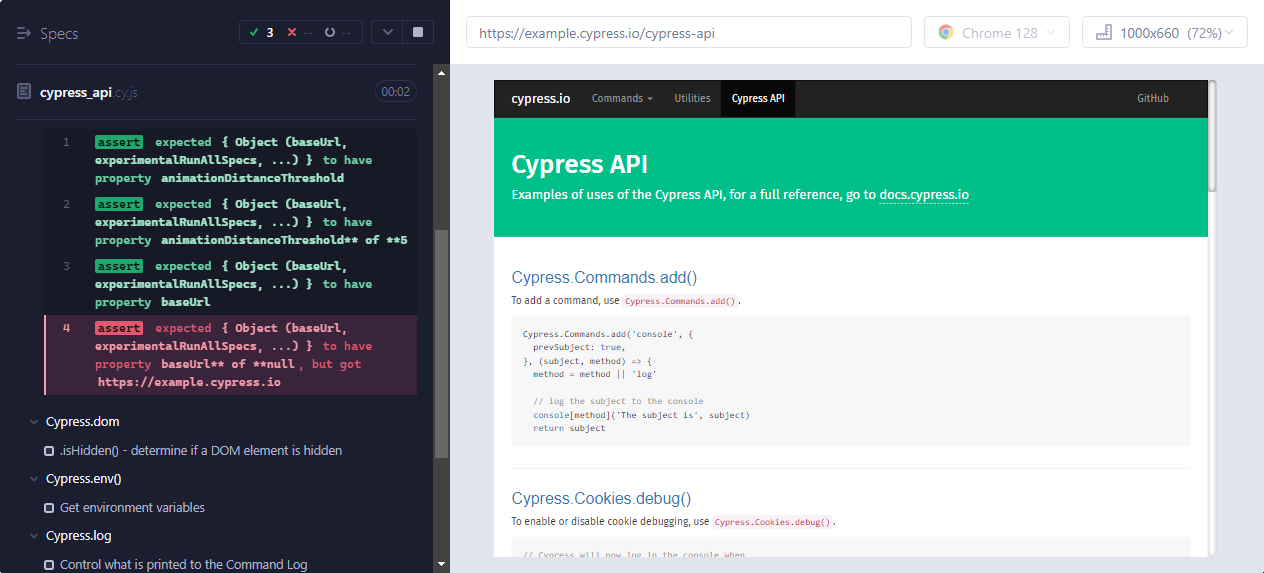 Specs
3 -- --
cypress_api.cy.js
00:02
1 assert expected { Object (baseUrl,
experimentalRunAllSpecs, ...) } to have
property animationDistanceThreshold
2 assert expected { Object (baseUrl,
experimentalRunAllSpecs, ...) } to have
property animationDistanceThreshold** of **5
3 assert expected { Object (baseUrl,
experimentalRunAllSpecs, ...) } to have
property baseUrl
4 assert expected { Object (baseUrl,
experimentalRunAllSpecs, ...) } to have
property baseUrl** of **null, but got
https://example.cypress.io
Cypress.dom
.isHidden() - determine if a DOM element is hidden
Cypress.env()
Get environment variables
Cypress.log
Control what is printed to the Command Log
https://example.cypress.io/cypress-api
Chrome 128
1000x660 (72%)
cypress.io Commands Utilities Cypress API GitHub
Cypress API
Examples of uses of the Cypress API, for a full reference, go to docs.cypress.io
Cypress.Commands.add()
To add a command, use Cypress.Commands.add().
Cypress.Commands.add('console', {
prevSubject: true,
}, (subject, method) => {
method = method || 'log'
// log the subject to the console
console[method]('The subject is', subject)
return subject
Cypress.Cookies.debug()
To enable or disable cookie debugging, use Cypress.Cookies.debug().
// Cypress will now log in the console when